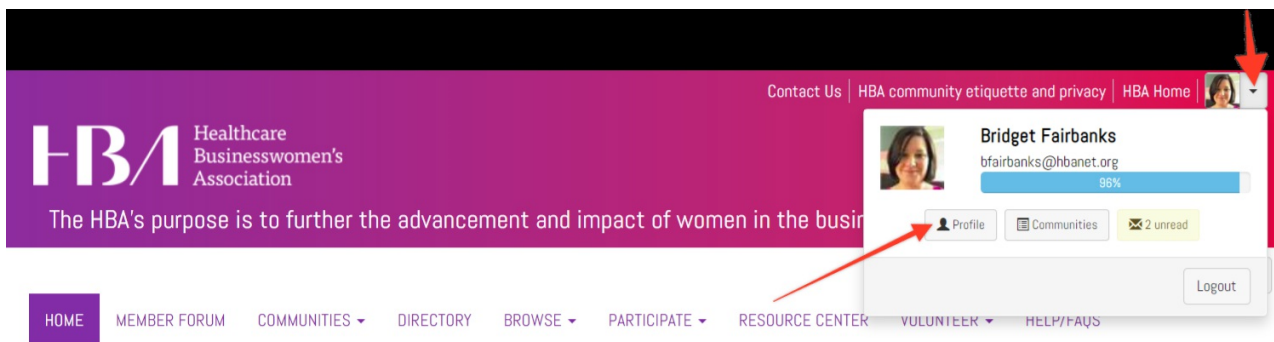 Contact Us HBA community etiquette and privacy HBA Home
HBA
Healthcare
Businesswomen's
Association
The HBA's purpose is to further the advancement and impact of women in the busin
Bridget Fairbanks
bfairbanks@hbanet.org
96%
Profile Communities 2 unread
Logout
HOME MEMBER FORUM COMMUNITIES DIRECTORY BROWSE PARTICIPATE RESOURCE CENTER VOLUNTEER HELP/FAQS